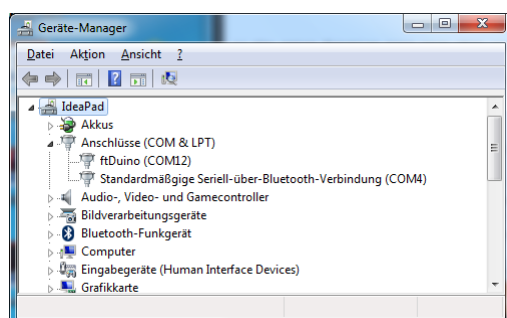 Geräte-Manager
Datei Aktion Ansicht ?
IdeaPad
Akkus
Anschlüsse (COM & LPT)
ftDuino (COM12)
Standardmäßgige Seriell-über-Bluetooth-Verbindung (COM4)
Audio-, Video- und Gamecontroller
Bildverarbeitungsgeräte
Bluetooth-Funkgerät
Computer
Eingabegeräte (Human Interface Devices)
Grafikkarte